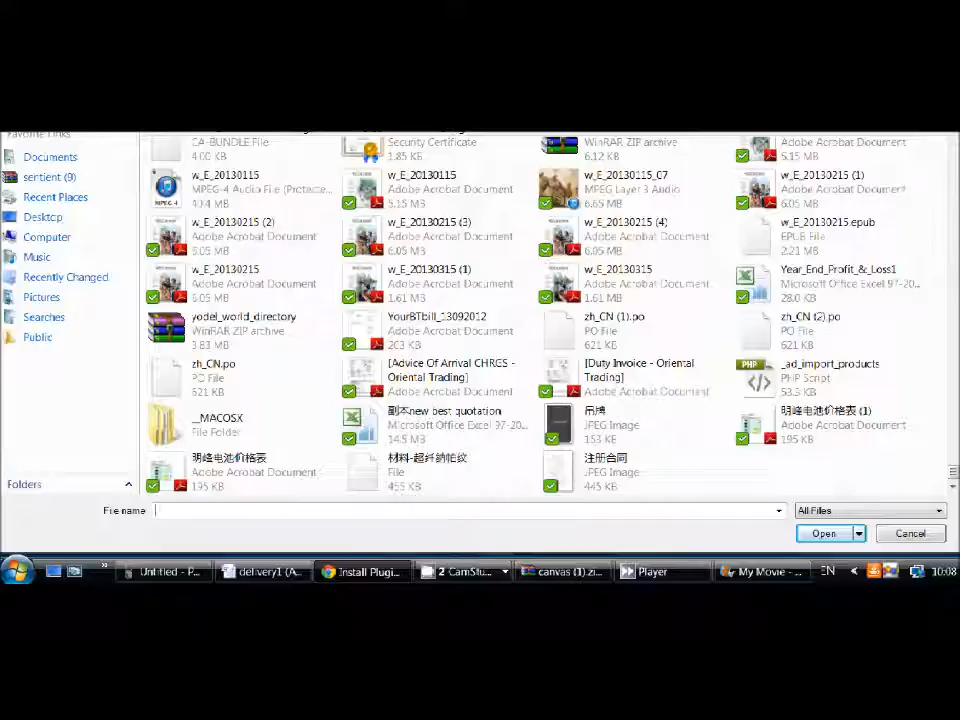 Favorite Links
Documents
sentient (9)
Recent Places
Desktop
Computer
Music
Recently Changed
Pictures
Searches
Public
Folders
CA-BUNDLE File
4.00 KB
Security Certificate
1.85 KB
WinRAR ZIP archive
6.12 KB
Adobe Acrobat Document
5.15 MB
w_E_20130115
MPEG-4 Audio File (Protecte...
40.4 MB
w_E_20130115
Adobe Acrobat Document
5.15 MB
w_E_20130115_07
MPEG Layer 3 Audio
6.65 MB
w_E_20130215 (1)
Adobe Acrobat Document
6.05 MB
w_E_20130215 (2)
Adobe Acrobat Document
6.05 MB
w_E_20130215 (3)
Adobe Acrobat Document
6.05 MB
w_E_20130215 (4)
Adobe Acrobat Document
6.05 MB
w_E_20130215.epub
EPUB File
2.21 MB
w_E_20130215
Adobe Acrobat Document
6.05 MB
w_E_20130315 (1)
Adobe Acrobat Document
1.61 MB
w_E_20130315
Adobe Acrobat Document
1.61 MB
Year_End_Profit_&_Loss1
Microsoft Office Excel 97-20...
28.0 KB
yodel_world_directory
WinRAR ZIP archive
3.83 MB
YourBTbill_13092012
Adobe Acrobat Document
203 KB
zh_CN (1).po
PO File
621 KB
zh_CN (2).po
PO File
621 KB
zh_CN.po
PO File
621 KB
[Advice Of Arrival CHRGS -
Oriental Trading]
Adobe Acrobat Document
[Duty Invoice - Oriental
Trading]
Adobe Acrobat Document
_ad_import_products
PHP Script
53.5 KB
__MACOSX
File Folder
副本new best quotation
Microsoft Office Excel 97-20...
14.5 MB
吊牌
JPEG Image
153 KB
明峰电池价格表 (1)
Adobe Acrobat Document
195 KB
明峰电池价格表
Adobe Acrobat Document
195 KB
材料-超纤纳帕纹
File
455 KB
注册合同
JPEG Image
445 KB
File name
All Files
Open
Cancel
Untitled - P...
delivery1 (A...
Install Plugi...
2 CamStu...
canvas (1).zi...
Player
My Movie - ...
EN
10:08